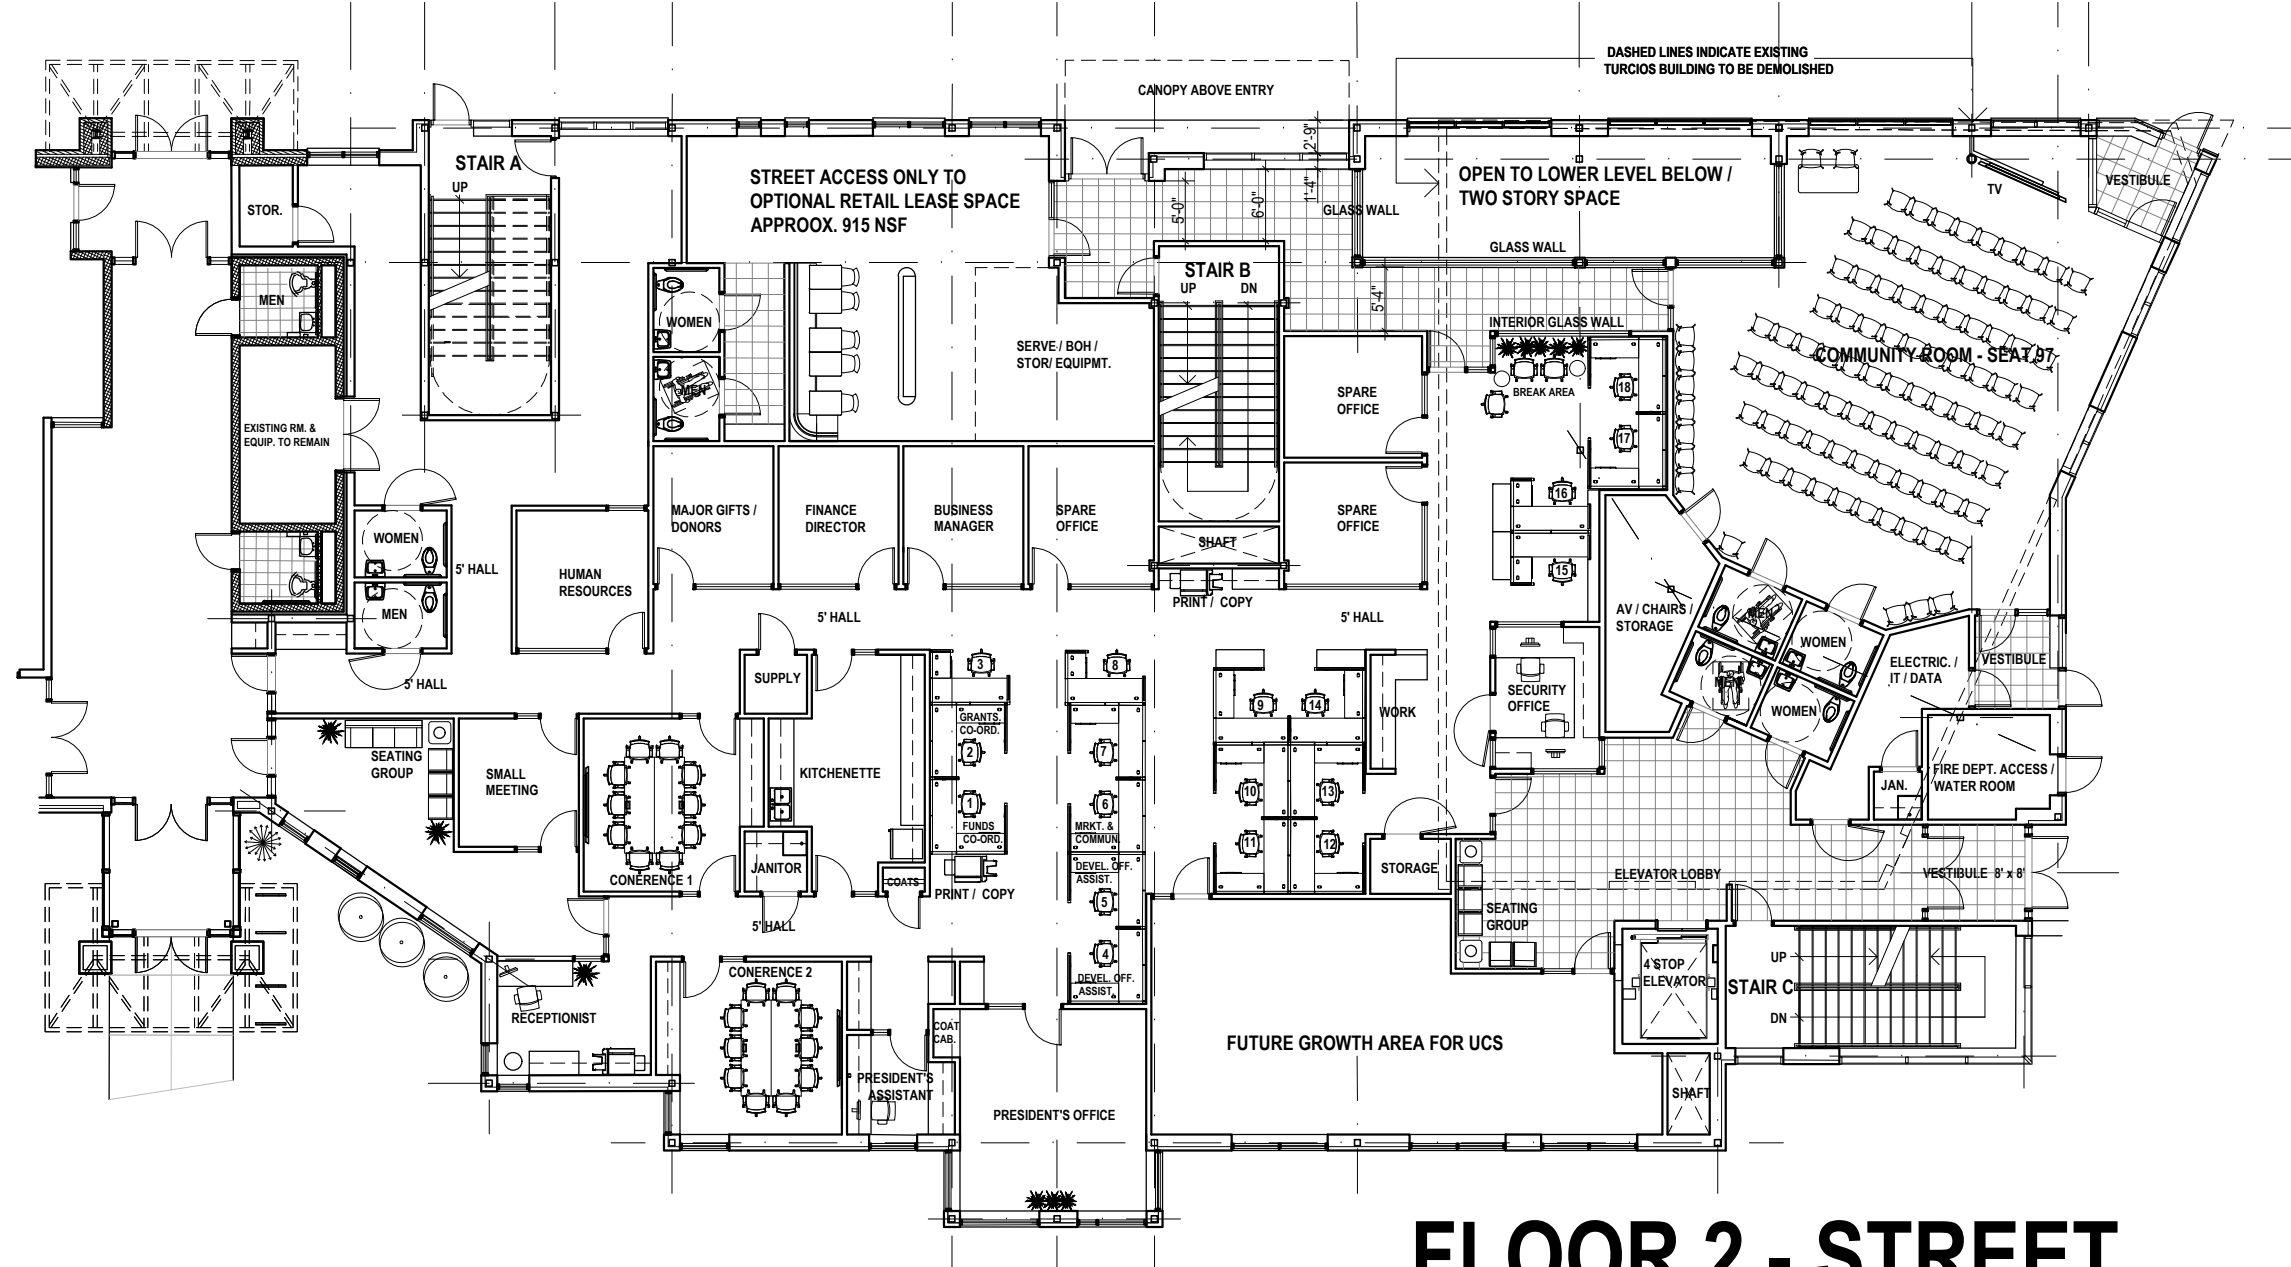 DASHED LINES INDICATE EXISTING
TURCIOS BUILDING TO BE DEMOLISHED
CANOPY ABOVE ENTRY
2'-9"
STAIR A
UP
STREET ACCESS ONLY TO
OPTIONAL RETAIL LEASE SPACE
APPROOX. 915 NSF
5'-0"
6'-0"
1'-4"
GLASS WALL
OPEN TO LOWER LEVEL BELOW /
TWO STORY SPACE
GLASS WALL
TV
VESTIBULE
STOR.
MEN
STAIR B
UP
DN
5'-4"
INTERIOR GLASS WALL
WOMEN
MEN
SERVE / BOH /
STOR/ EQUIPMT.
COMMUNITY ROOM - SEAT 97
SPARE
OFFICE
BREAK AREA
18
17
EXISTING RM. &
EQUIP. TO REMAIN
MAJOR GIFTS /
DONORS
FINANCE
DIRECTOR
BUSINESS
MANAGER
SPARE
OFFICE
SPARE
OFFICE
16
15
SHAFT
WOMEN
MEN
5' HALL
HUMAN
RESOURCES
PRINT / COPY
5' HALL
5' HALL
AV / CHAIRS /
STORAGE
MEN
WOMEN
MEN
WOMEN
ELECTRIC. /
IT / DATA
VESTIBULE
5' HALL
SUPPLY
3
8
9
14
WORK
SECURITY
OFFICE
GRANTS.
CO-ORD.
2
7
SEATING
GROUP
SMALL
MEETING
KITCHENETTE
1
FUNDS
CO-ORD.
6
MRKT. &
COMMUN.
10
13
11
12
JAN.
FIRE DEPT. ACCESS /
WATER ROOM
CONERENCE 1
JANITOR
COATS
PRINT / COPY
DEVEL. OFF.
ASSIST.
5
STORAGE
ELEVATOR LOBBY
VESTIBULE 8' x 8'
5' HALL
SEATING
GROUP
4
DEVEL. OFF.
ASSIST.
CONERENCE 2
RECEPTIONIST
COAT
CAB.
4 STOP
ELEVATOR
STAIR C
UP
DN
FUTURE GROWTH AREA FOR UCS
PRESIDENT'S
ASSISTANT
PRESIDENT'S OFFICE
SHAFT
FLOOR 2 - STREET